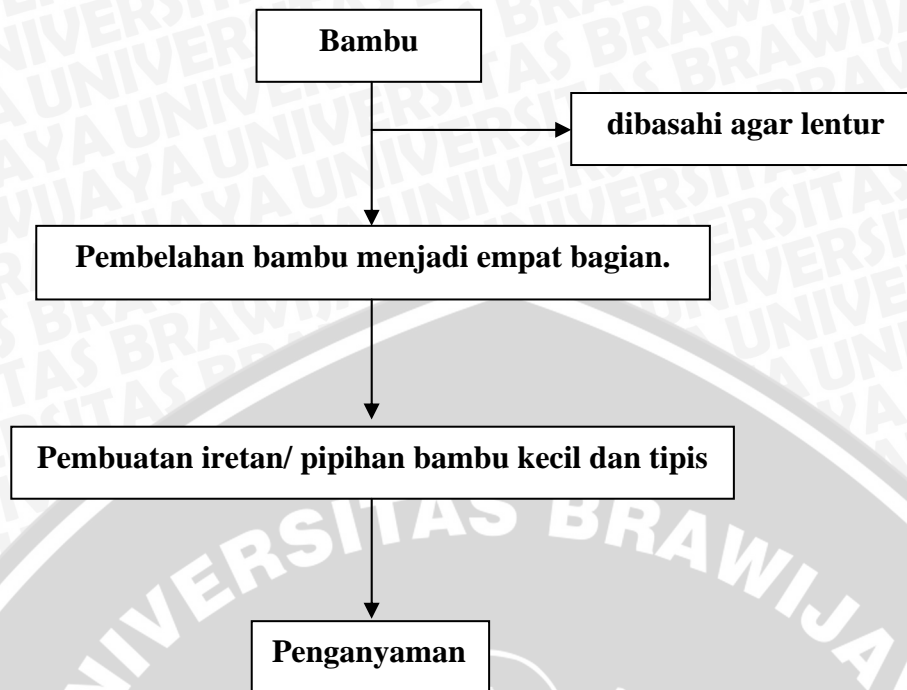 Bambu
dibasahi agar lentur
Pembelahan bambu menjadi empat bagian.
Pembuatan iretan/ pipihan bambu kecil dan tipis
Penganyaman